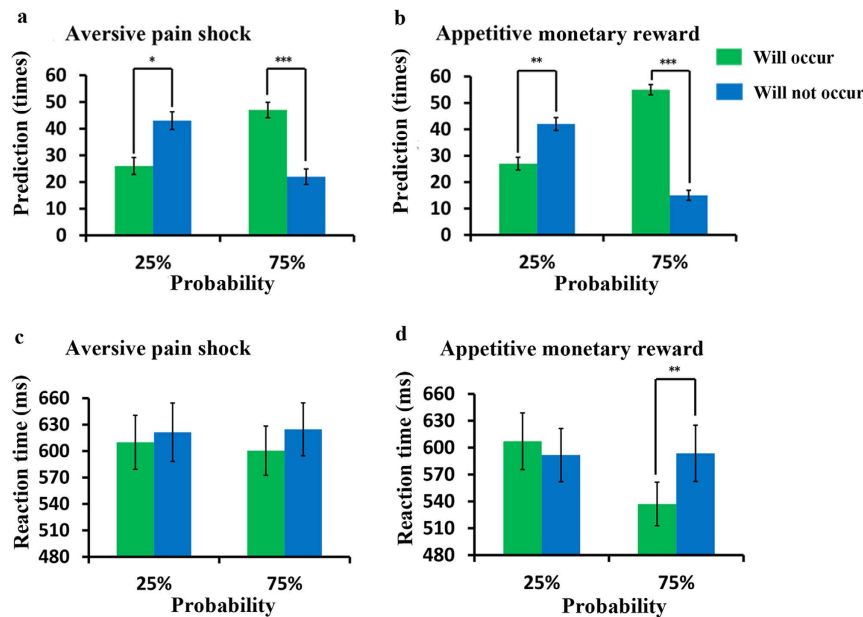 a
Aversive pain shock
Prediction (times)
60
50
40
30
20
10
0
*
***
25%
75%
Probability
b
Appetitive monetary reward
Prediction (times)
60
50
40
30
20
10
0
**
***
25%
75%
Probability
Will occur
Will not occur
c
Aversive pain shock
Reaction time (ms)
660
630
600
570
540
510
480
25%
75%
Probability
d
Appetitive monetary reward
Reaction time (ms)
660
630
600
570
540
510
480
**
25%
75%
Probability